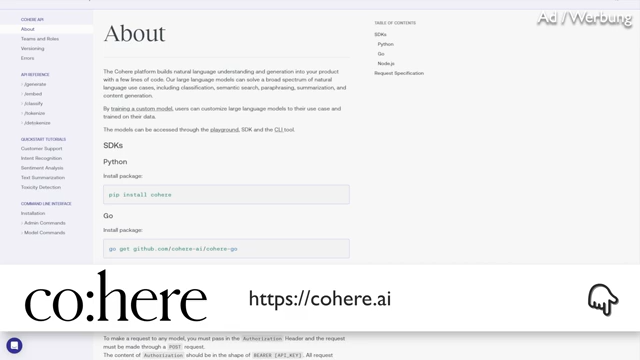 Ad / Werbung
COHERE API
About
Teams and Roles
Versioning
Errors
API REFERENCE
/generate
/embed
/classify
/tokenize
/detokenize
QUICKSTART TUTORIALS
Customer Support
Intent Recognition
Sentiment Analysis
Text Summarization
Toxicity Detection
COMMAND LINE INTERFACE
Installation
Admin Commands
Model Commands
About
The Cohere platform builds natural language understanding and generation into your product
with a few lines of code. Our large language models can solve a broad spectrum of natural
language use cases, including classification, semantic search, paraphrasing, summarization, and
content generation.
By training a custom model, users can customize large language models to their use case and
trained on their data.
The models can be accessed through the playground, SDK and the CLI tool.
SDKs
Python
Install package:
pip install cohere
Go
Install package:
go get github.com/cohere-ai/cohere-go
TABLE OF CONTENTS
SDKs
Python
Go
Node.js
Request Specification
co:here
https://cohere.ai
To make a request to any model, you must pass in the Authorization Header and the request
must be made through a POST request.
The content of Authorization should be in the shape of BEARER [API_KEY]. All request